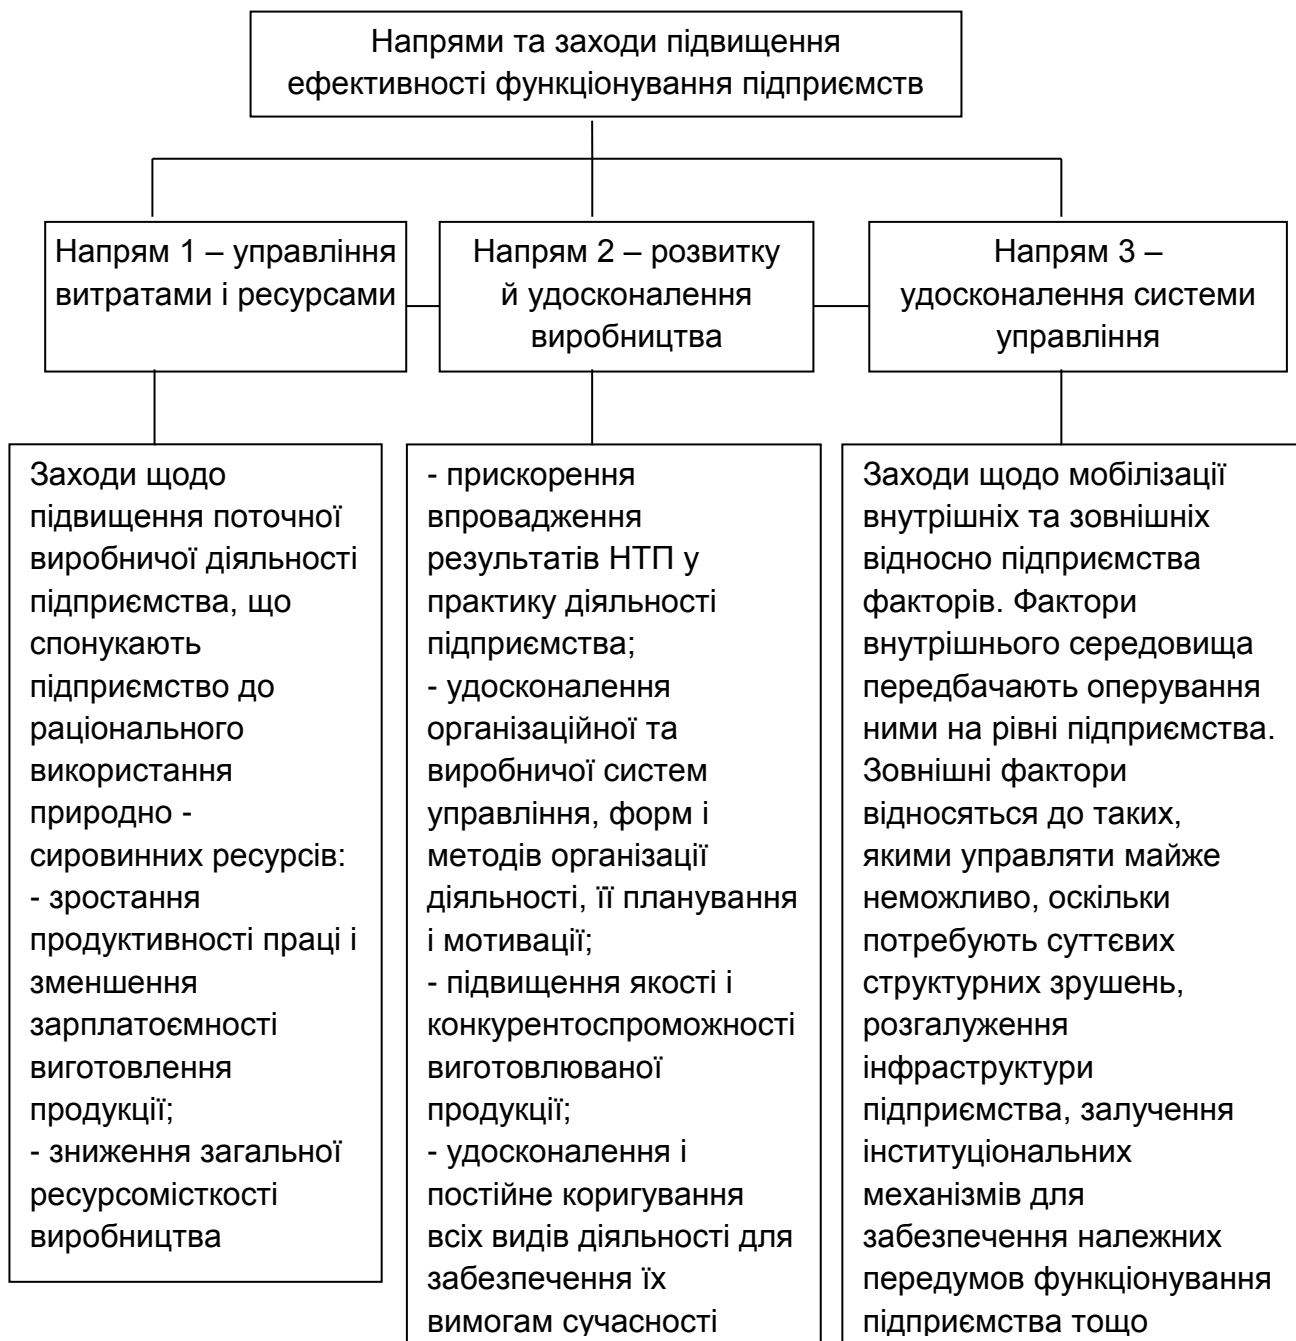 Напрями та заходи підвищення
ефективності функціонування підприємств
Напрям 1 – управління
витратами і ресурсами
Напрям 2 – розвитку
й удосконалення
виробництва
Напрям 3 –
удосконалення системи
управління
Заходи щодо
підвищення поточної
виробничої діяльності
підприємства, що
спонукають
підприємство до
раціонального
використання
природно -
сировинних ресурсів:
- зростання
продуктивності праці і
зменшення
зарплатоємності
виготовлення
продукції;
- зниження загальної
ресурсомісткості
виробництва
- прискорення
впровадження
результатів НТП у
практику діяльності
підприємства;
- удосконалення
організаційної та
виробничої систем
управління, форм і
методів організації
діяльності, її планування
і мотивації;
- підвищення якості і
конкурентоспроможності
виготовлюваної
продукції;
- удосконалення і
постійне коригування
всіх видів діяльності для
забезпечення їх
вимогам сучасності
Заходи щодо мобілізації
внутрішніх та зовнішніх
відносно підприємства
факторів. Фактори
внутрішнього середовища
передбачають оперування
ними на рівні підприємства.
Зовнішні фактори
відносяться до таких,
якими управляти майже
неможливо, оскільки
потребують суттєвих
структурних зрушень,
розгалуження
інфраструктури
підприємства, залучення
інституціональних
механізмів для
забезпечення належних
передумов функціонування
підприємства тощо